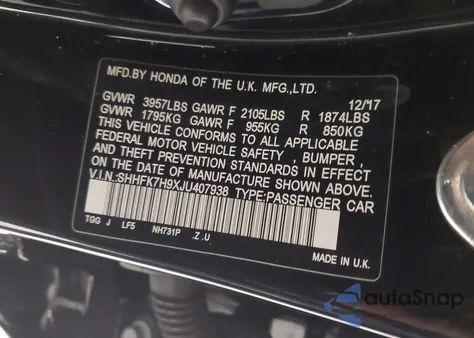 MFD.BY HONDA OF THE U.K. MFG.,LTD.
12/17
GVWR 3957LBS GAWR F 2105LBS R 1874LBS
GVWR 1795KG GAWR F 955KG R 850KG
THIS VEHICLE CONFORMS TO ALL APPLICABLE
FEDERAL MOTOR VEHICLE SAFETY , BUMPER ,
AND THEFT PREVENTION STANDARDS IN EFFECT
ON THE DATE OF MANUFACTURE SHOWN ABOVE.
V.I.N.:SHHFK7H9XJU407938 TYPE:PASSENGER CAR
TGG J LF5 NH731P .Z .U
MADE IN U.K.
autoSnap